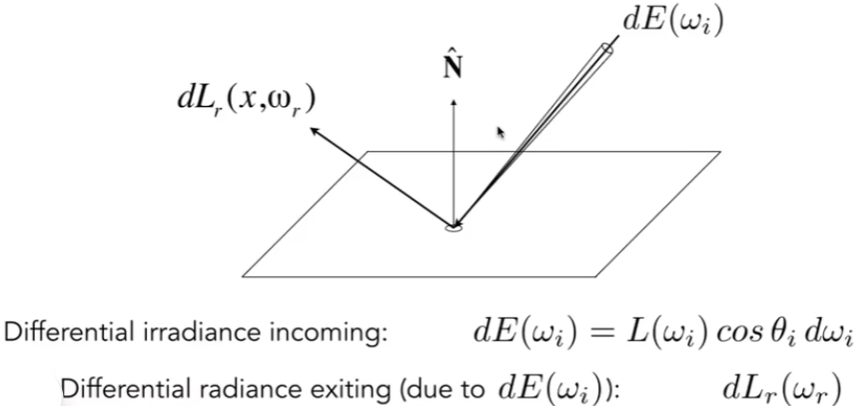 dE(ωᵢ)
N̂
dLᵣ(x,ωᵣ)
Differential irradiance incoming: dE(ωᵢ) = L(ωᵢ) cos θᵢ dωᵢ
Differential radiance exiting (due to dE(ωᵢ)): dLᵣ(ωᵣ)